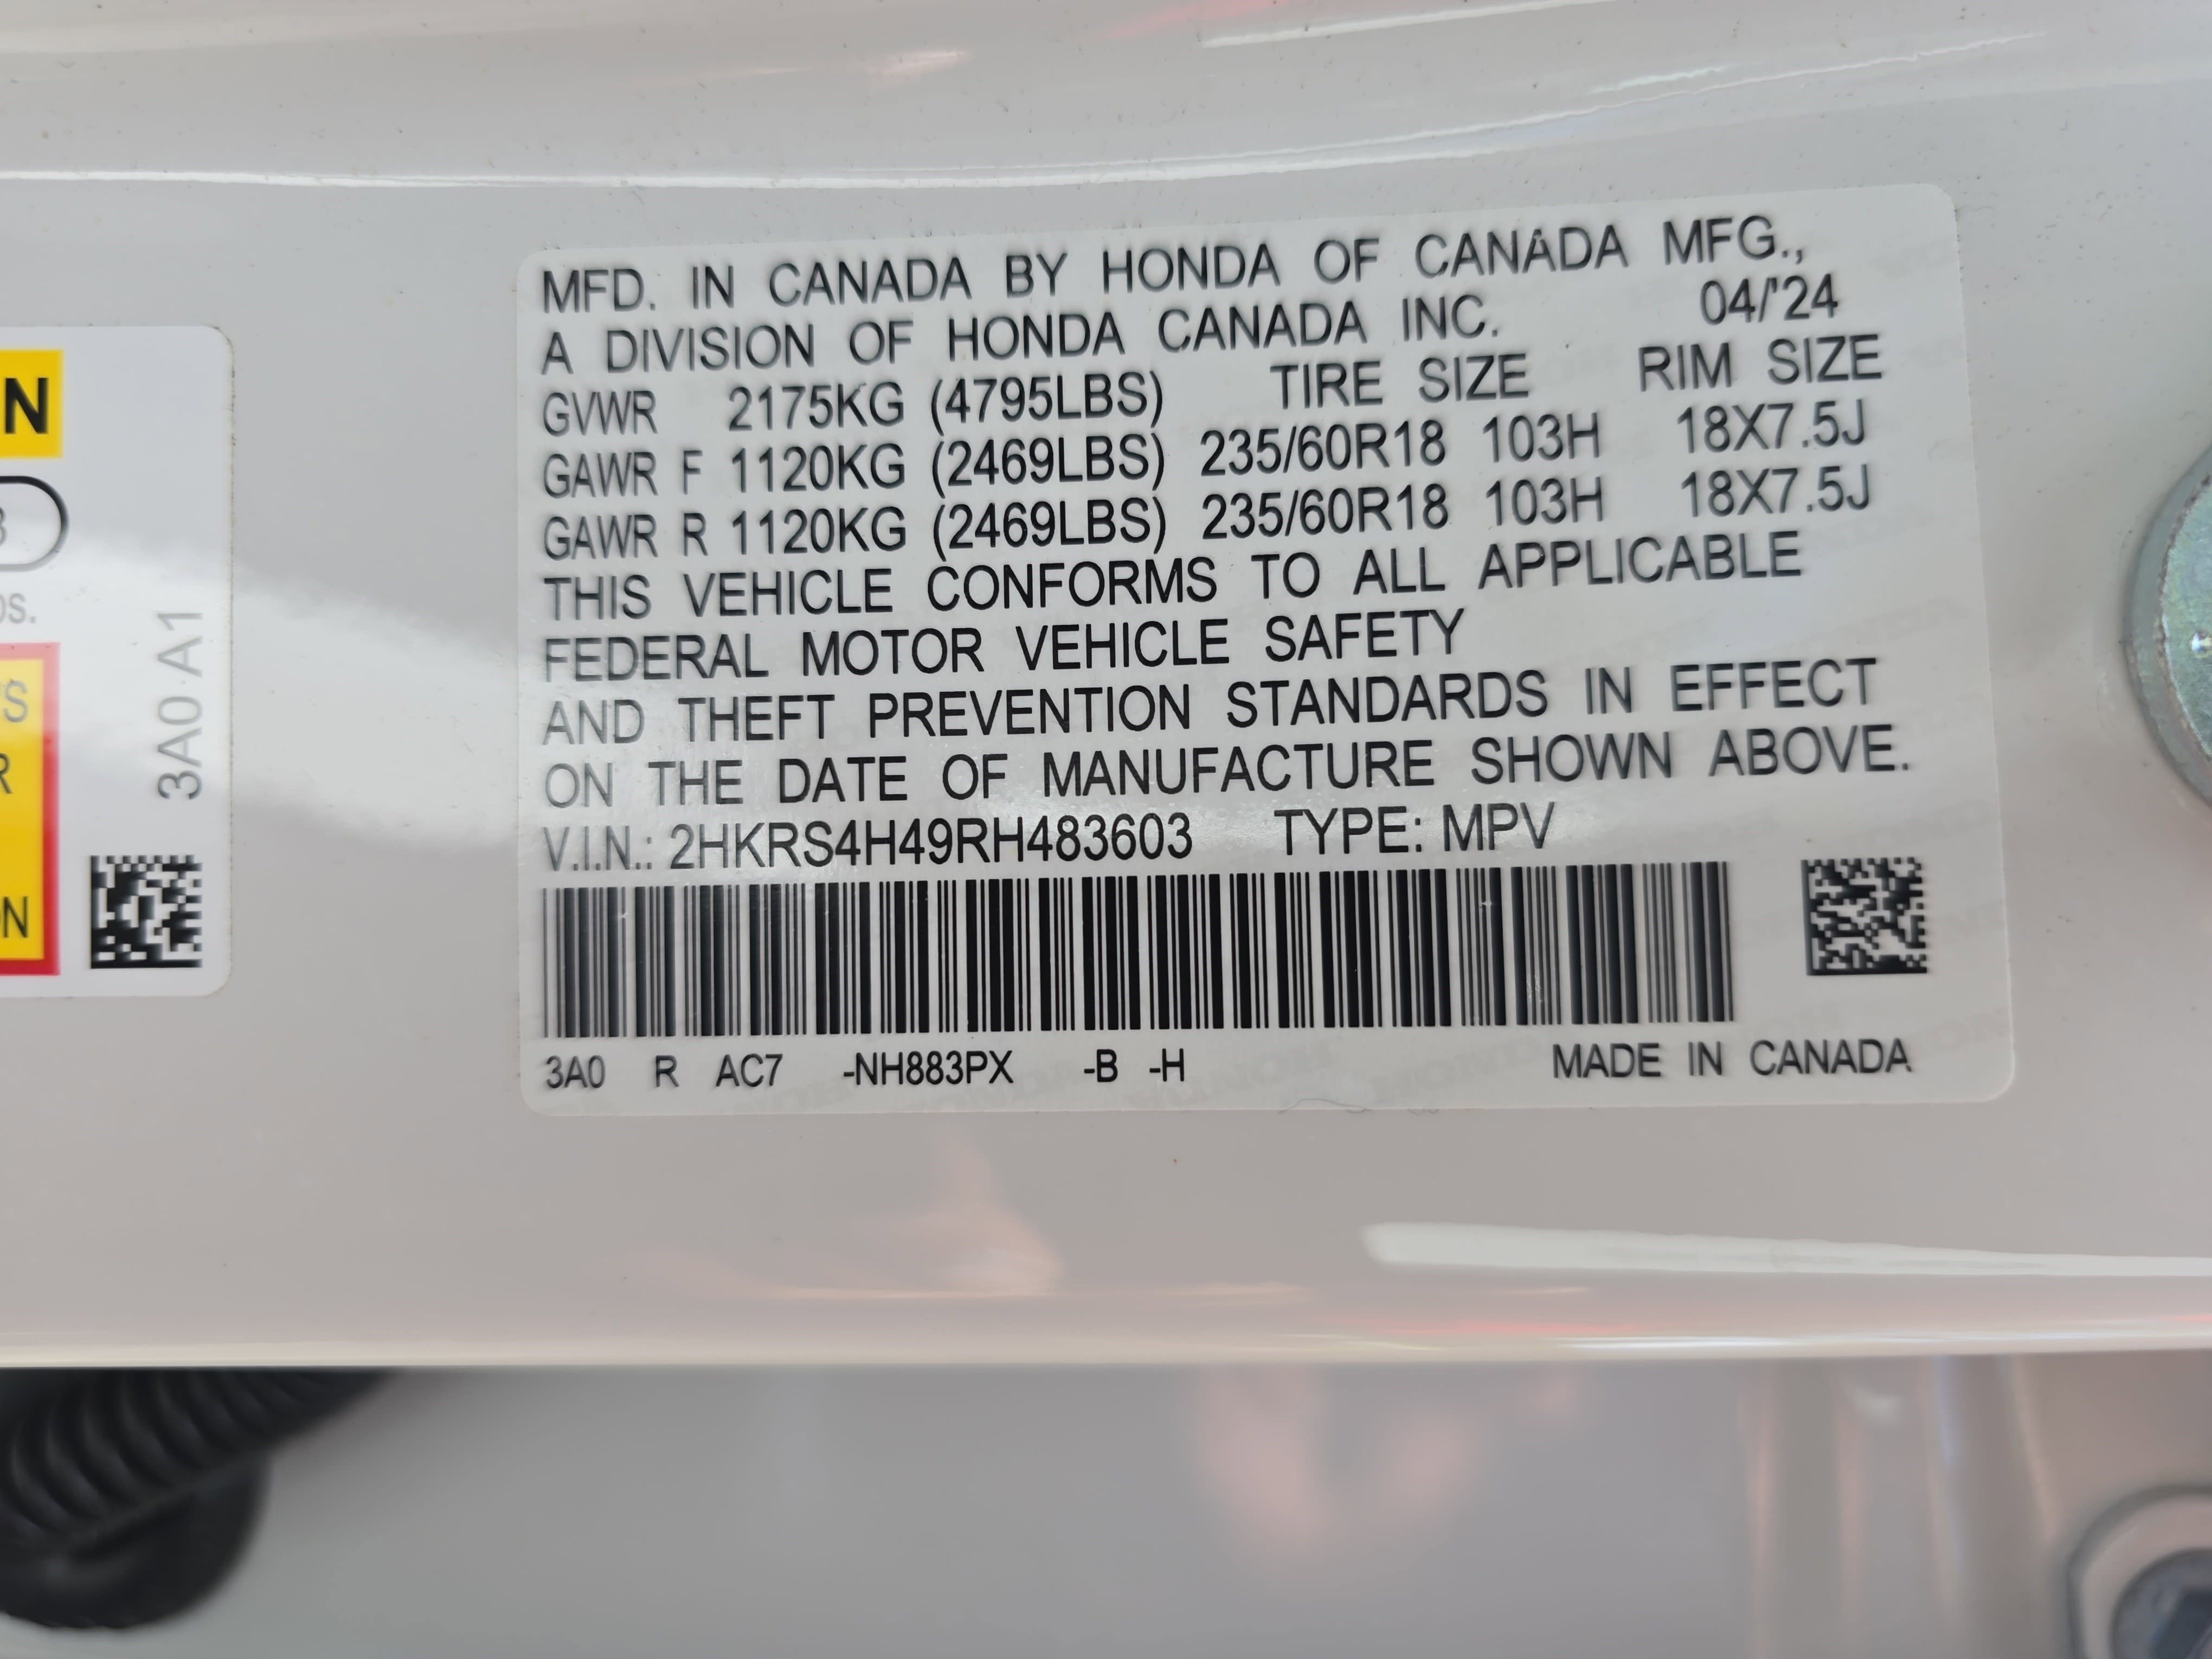 MFD. IN CANADA BY HONDA OF CANADA MFG.,
A DIVISION OF HONDA CANADA INC. 04/'24
GVWR 2175KG (4795LBS) TIRE SIZE RIM SIZE
GAWR F 1120KG (2469LBS) 235/60R18 103H 18X7.5J
GAWR R 1120KG (2469LBS) 235/60R18 103H 18X7.5J
THIS VEHICLE CONFORMS TO ALL APPLICABLE
FEDERAL MOTOR VEHICLE SAFETY
AND THEFT PREVENTION STANDARDS IN EFFECT
ON THE DATE OF MANUFACTURE SHOWN ABOVE.
V.I.N.: 2HKRS4H49RH483603 TYPE: MPV
3A0 R AC7 -NH883PX -B -H MADE IN CANADA
3A0 A1